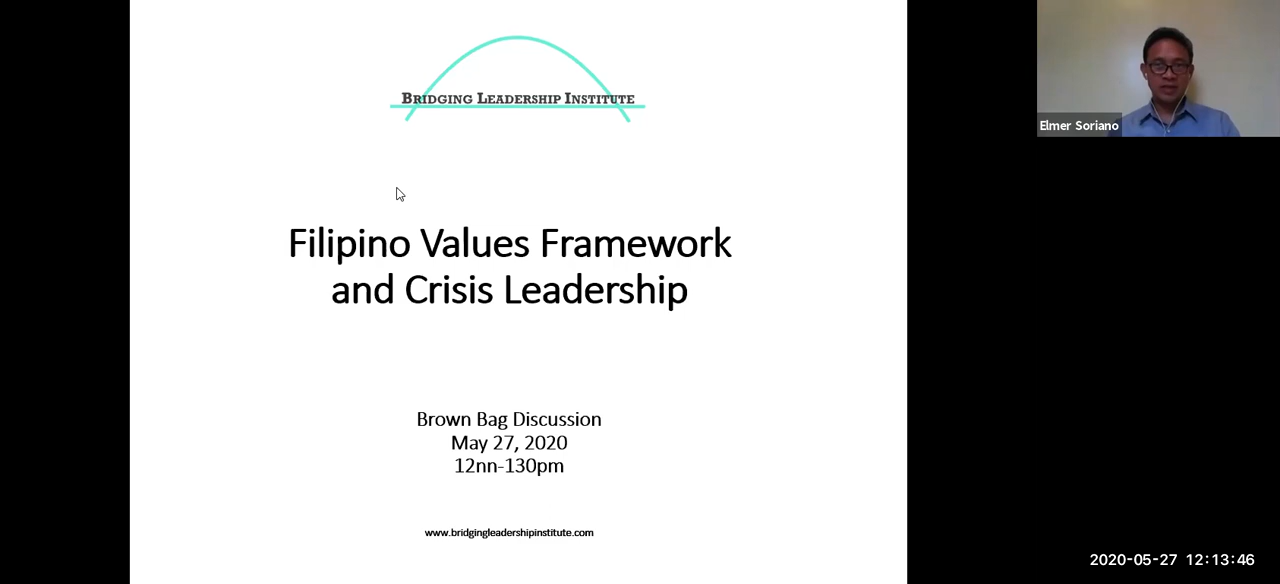 BRIDGING LEADERSHIP INSTITUTE
Elmer Soriano
Filipino Values Framework
and Crisis Leadership
Brown Bag Discussion
May 27, 2020
12nn-130pm
www.bridgingleadershipinstitute.com
2020-05-27 12:13:46